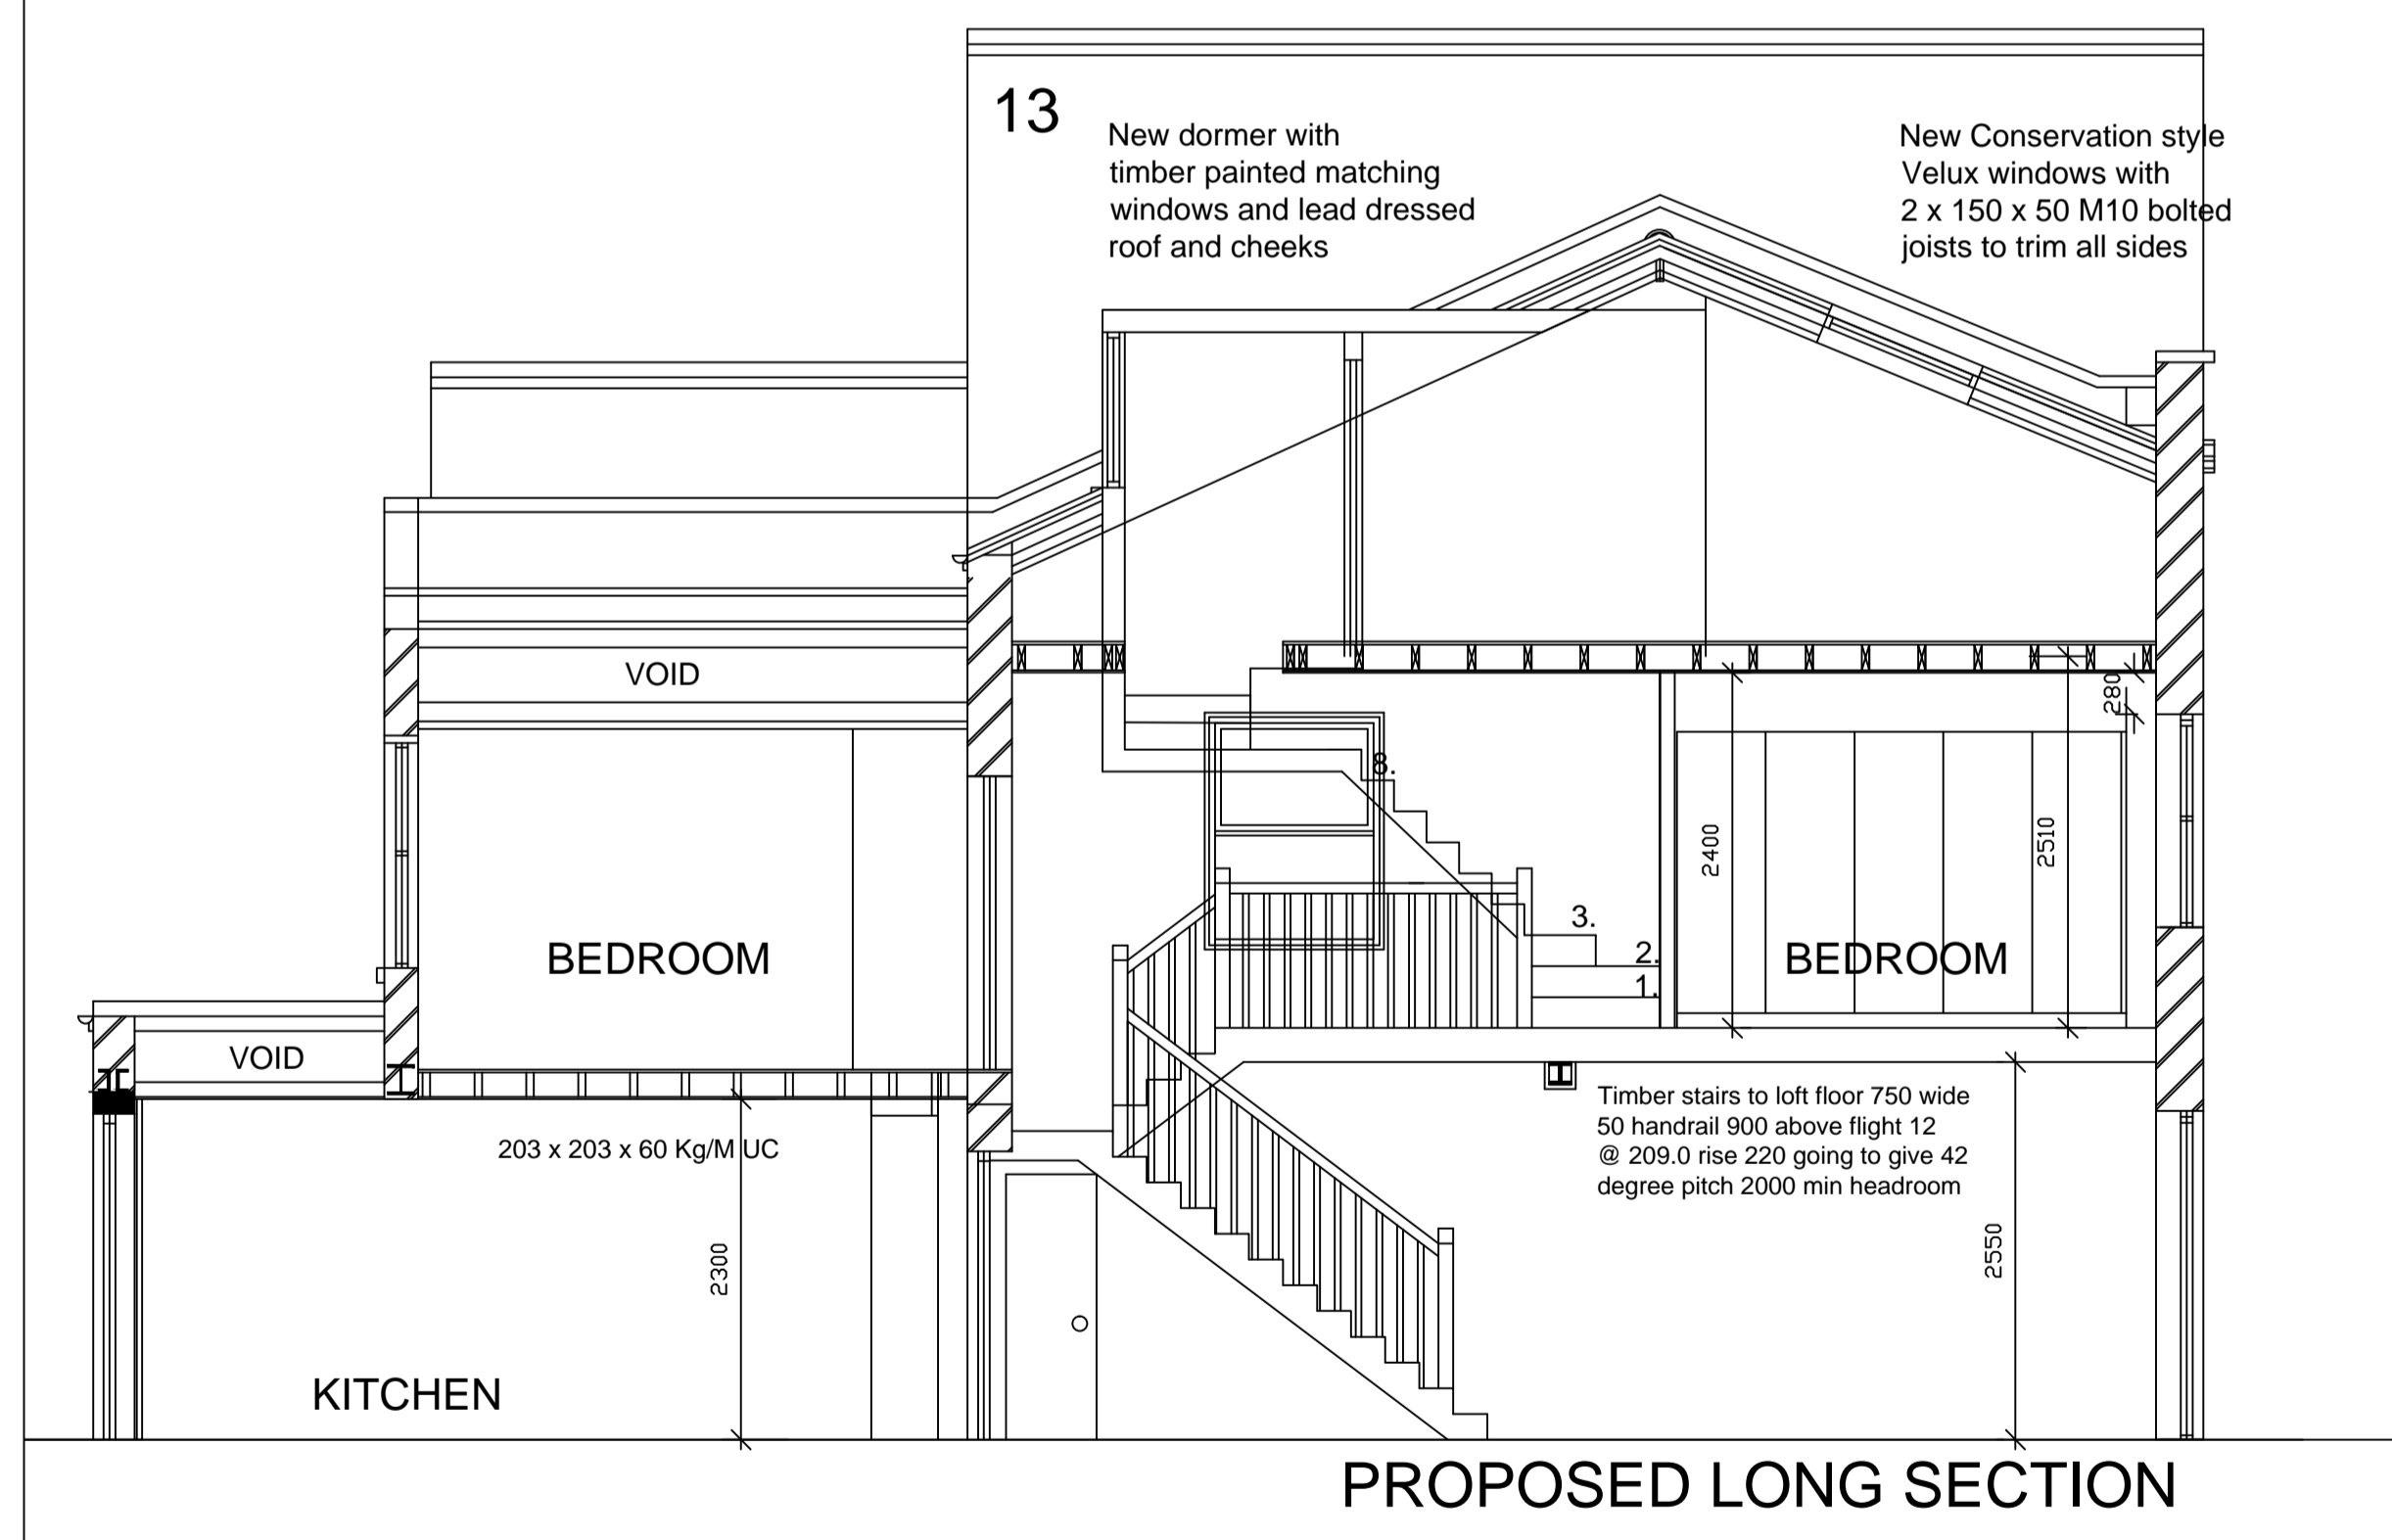 13
New dormer with
timber painted matching
windows and lead dressed
roof and cheeks
New Conservation style
Velux windows with
2 x 150 x 50 M10 bolted
joists to trim all sides
VOID
280
8.
2400
2510
3.
2.
1.
BEDROOM
BEDROOM
VOID
Timber stairs to loft floor 750 wide
50 handrail 900 above flight 12
@ 209.0 rise 220 going to give 42
degree pitch 2000 min headroom
203 x 203 x 60 Kg/M UC
2300
2550
KITCHEN
PROPOSED LONG SECTION